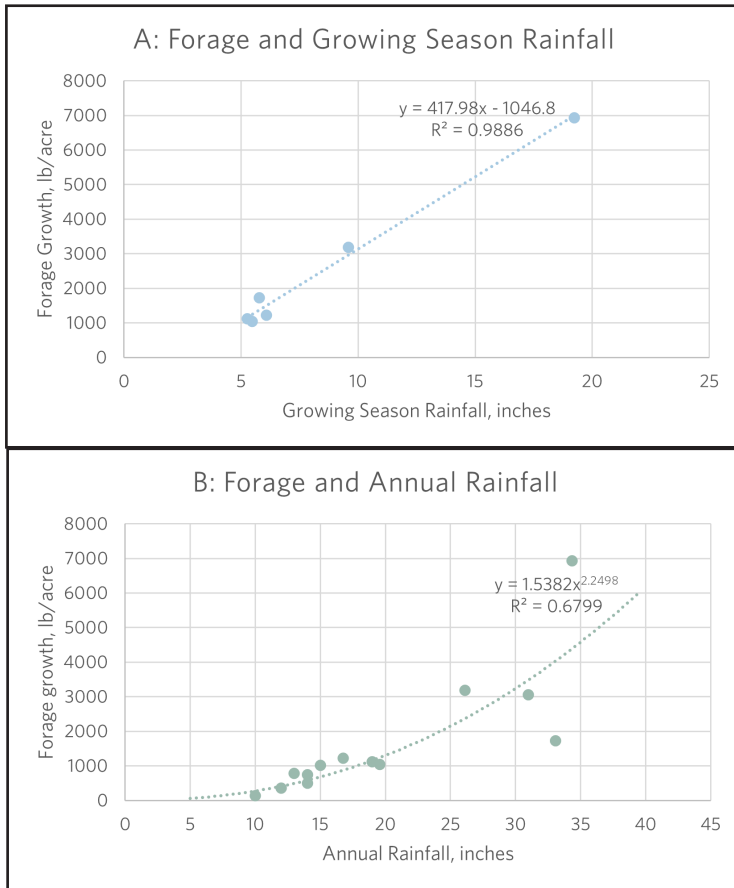 A: Forage and Growing Season Rainfall
8000
7000
6000
5000
4000
3000
2000
1000
0
Forage Growth, lb/acre
y = 417.98x - 1046.8
R² = 0.9886
0 5 10 15 20 25
Growing Season Rainfall, inches
B: Forage and Annual Rainfall
8000
7000
6000
5000
4000
3000
2000
1000
0
Forage growth, lb/acre
y = 1.5382x^2.2498
R² = 0.6799
0 5 10 15 20 25 30 35 40 45
Annual Rainfall, inches